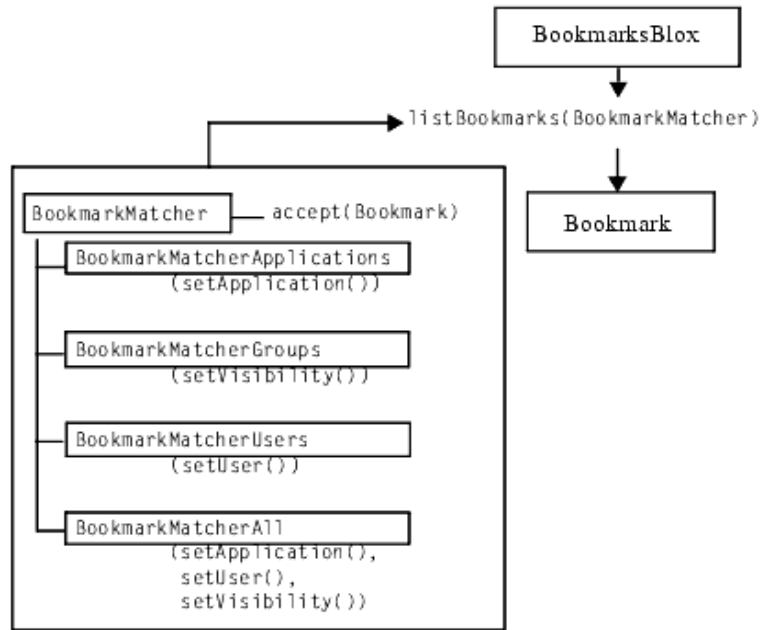 BookmarksBlox
listBookmarks(BookmarkMatcher)
Bookmark
BookmarkMatcher
accept(Bookmark)
BookmarkMatcherApplications
(setApplication())
BookmarkMatcherGroups
(setVisibility())
BookmarkMatcherUsers
(setUser())
BookmarkMatcherAll
(setApplication(),
setUser(),
setVisibility())